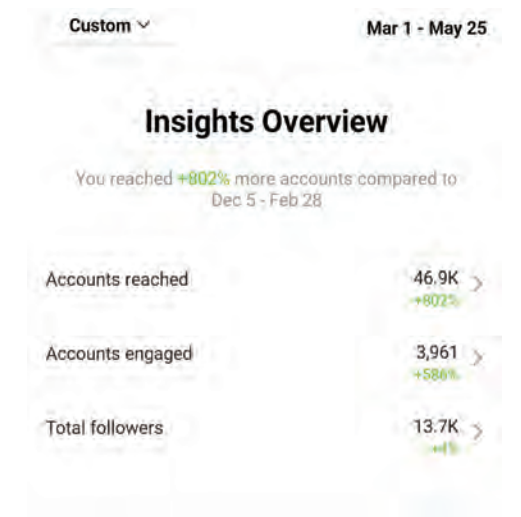 Custom
Mar 1 - May 25
Insights Overview
You reached +802% more accounts compared to
Dec 5 - Feb 28
Accounts reached
46.9K
+802%
Accounts engaged
3,961
+586%
Total followers
13.7K
+4%